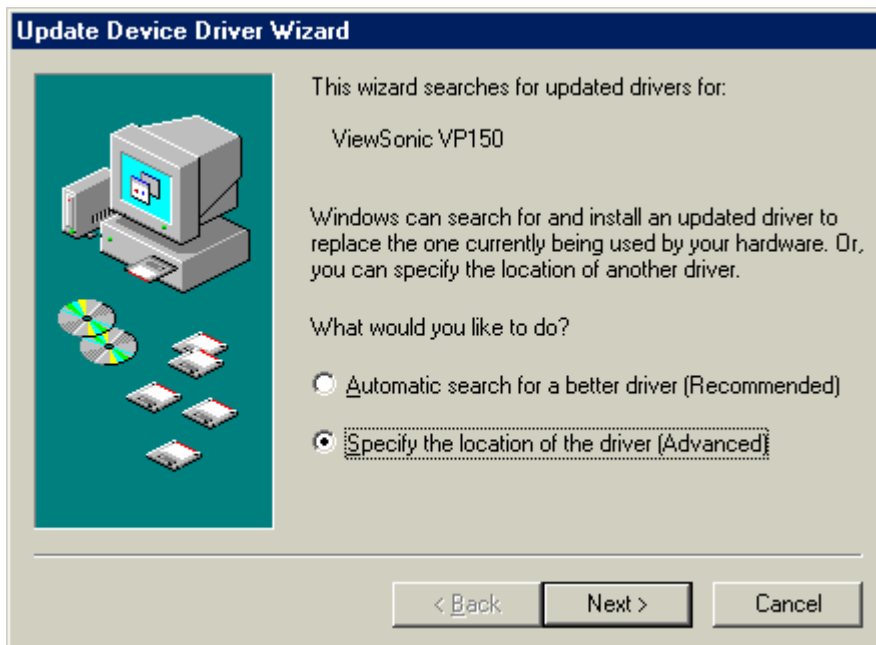 Update Device Driver Wizard
This wizard searches for updated drivers for:
ViewSonic VP150
Windows can search for and install an updated driver to
replace the one currently being used by your hardware. Or,
you can specify the location of another driver.
What would you like to do?
Automatic search for a better driver (Recommended)
Specify the location of the driver (Advanced)
< Back
Next >
Cancel